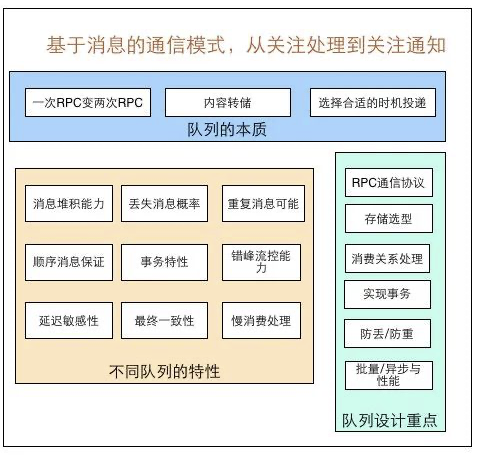 基于消息的通信模式，从关注处理到关注通知
一次RPC变两次RPC
内容转储
选择合适的时机投递
队列的本质
消息堆积能力
丢失消息概率
重复消息可能
顺序消息保证
事务特性
错峰流控能
力
延迟敏感性
最终一致性
慢消费处理
不同队列的特性
RPC通信协议
存储选型
消费关系处理
实现事务
防丢/防重
批量/异步与
性能
队列设计重点